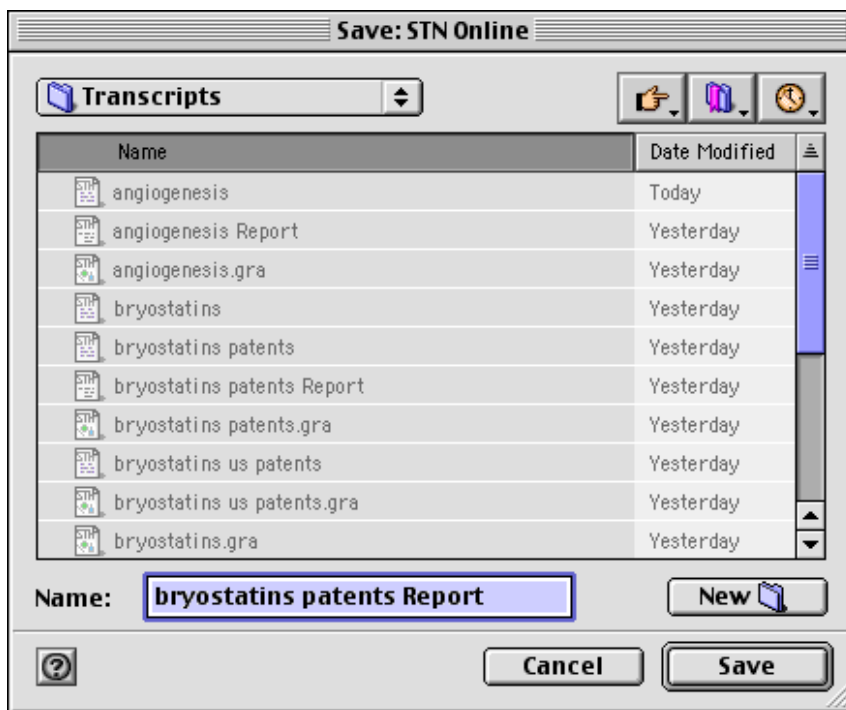 Save: STN Online
Transcripts
Name Date Modified
angiogenesis Today
angiogenesis Report Yesterday
angiogenesis.gra Yesterday
bryostatins Yesterday
bryostatins patents Yesterday
bryostatins patents Report Yesterday
bryostatins patents.gra Yesterday
bryostatins us patents Yesterday
bryostatins us patents.gra Yesterday
bryostatins.gra Yesterday
Name: bryostatins patents Report New
? Cancel Save